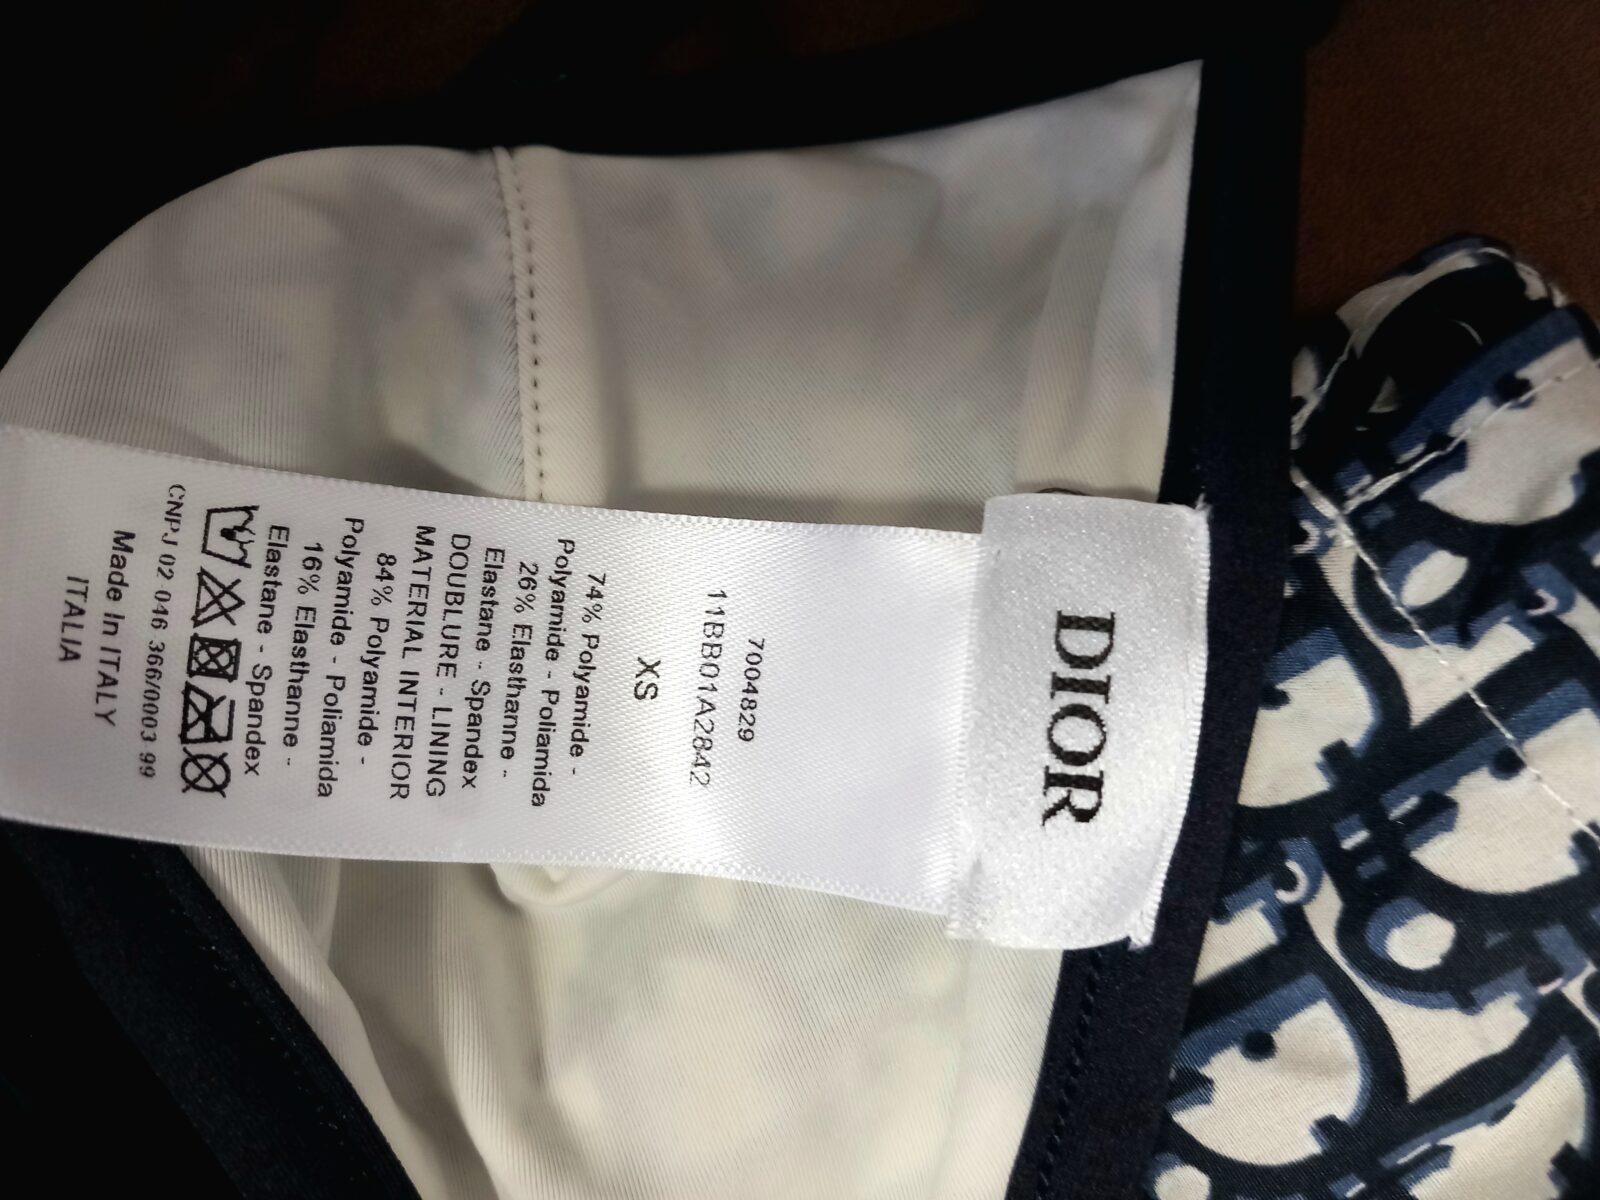 DIOR
7004829
11BB01A2842
XS
74% Polyamide -
Polyamide - Poliamida
26% Elasthanne -
Elastane - Spandex
DOUBLURE - LINING
MATERIAL INTERIOR
84% Polyamide -
Polyamide - Poliamida
16% Elasthanne -
Elastane - Spandex
CNPJ 02 046 366/0003 99
Made In ITALY
ITALIA